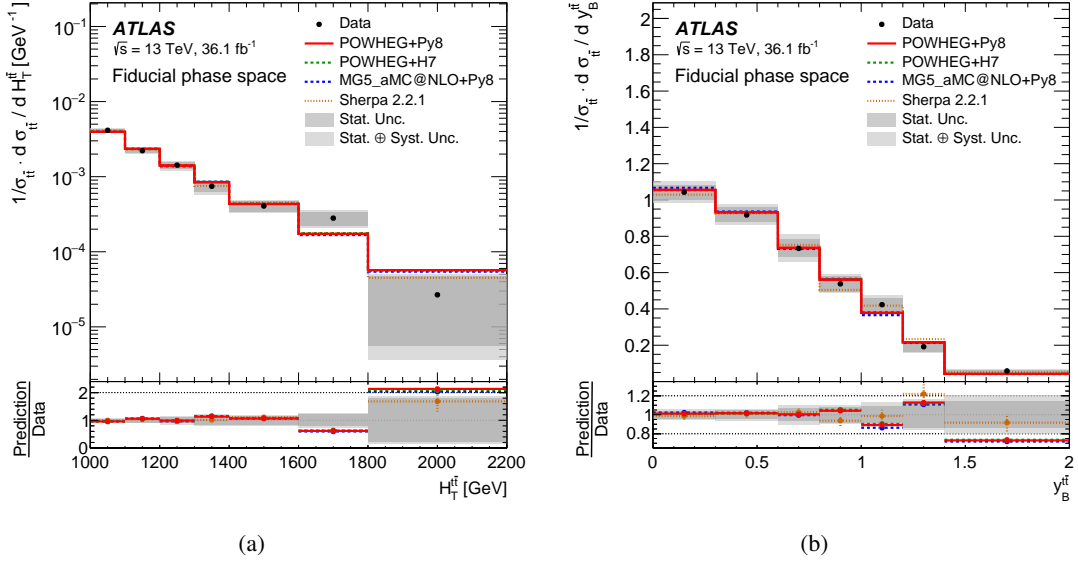 1/σ_tt̄ · d σ_tt̄ / d H_T^tt̄ [GeV⁻¹]
10⁻¹
10⁻²
10⁻³
10⁻⁴
10⁻⁵
ATLAS
√s = 13 TeV, 36.1 fb⁻¹
Fiducial phase space
Data
POWHEG+Py8
POWHEG+H7
MG5_aMC@NLO+Py8
Sherpa 2.2.1
Stat. Unc.
Stat. ⊕ Syst. Unc.
Prediction
Data
2
1
0
1000 1200 1400 1600 1800 2000 2200
H_T^tt̄ [GeV]
(a)
1/σ_tt̄ · d σ_tt̄ / d y_B^tt̄
2
1.8
1.6
1.4
1.2
1
0.8
0.6
0.4
0.2
ATLAS
√s = 13 TeV, 36.1 fb⁻¹
Fiducial phase space
Data
POWHEG+Py8
POWHEG+H7
MG5_aMC@NLO+Py8
Sherpa 2.2.1
Stat. Unc.
Stat. ⊕ Syst. Unc.
Prediction
Data
1.2
1
0.8
0 0.5 1 1.5 2
y_B^tt̄
(b)